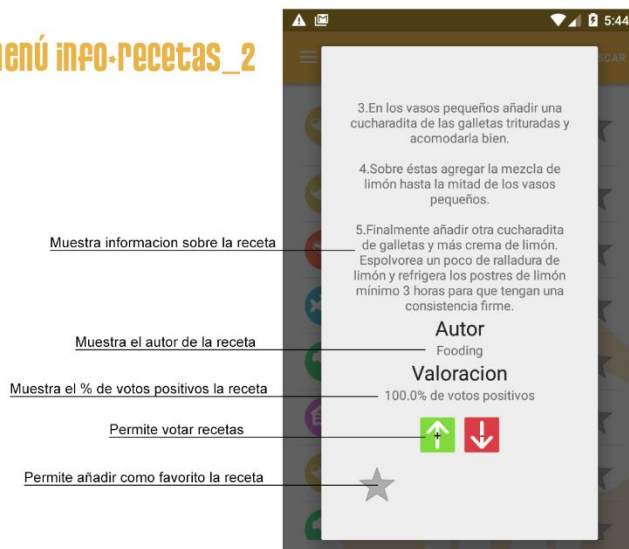 menú info-recetas_2
5:44
SCAR
3.En los vasos pequeños añadir una
cucharadita de las galletas trituradas y
acomodarla bien.
4.Sobre éstas agregar la mezcla de
limón hasta la mitad de los vasos
pequeños.
Muestra informacion sobre la receta
5.Finalmente añadir otra cucharadita
de galletas y más crema de limón.
Espolvorea un poco de ralladura de
limón y refrigera los postres de limón
mínimo 3 horas para que tengan una
consistencia firme.
Muestra el autor de la receta
Autor
Fooding
Muestra el % de votos positivos la receta
Valoracion
100.0% de votos positivos
Permite votar recetas
Permite añadir como favorito la receta